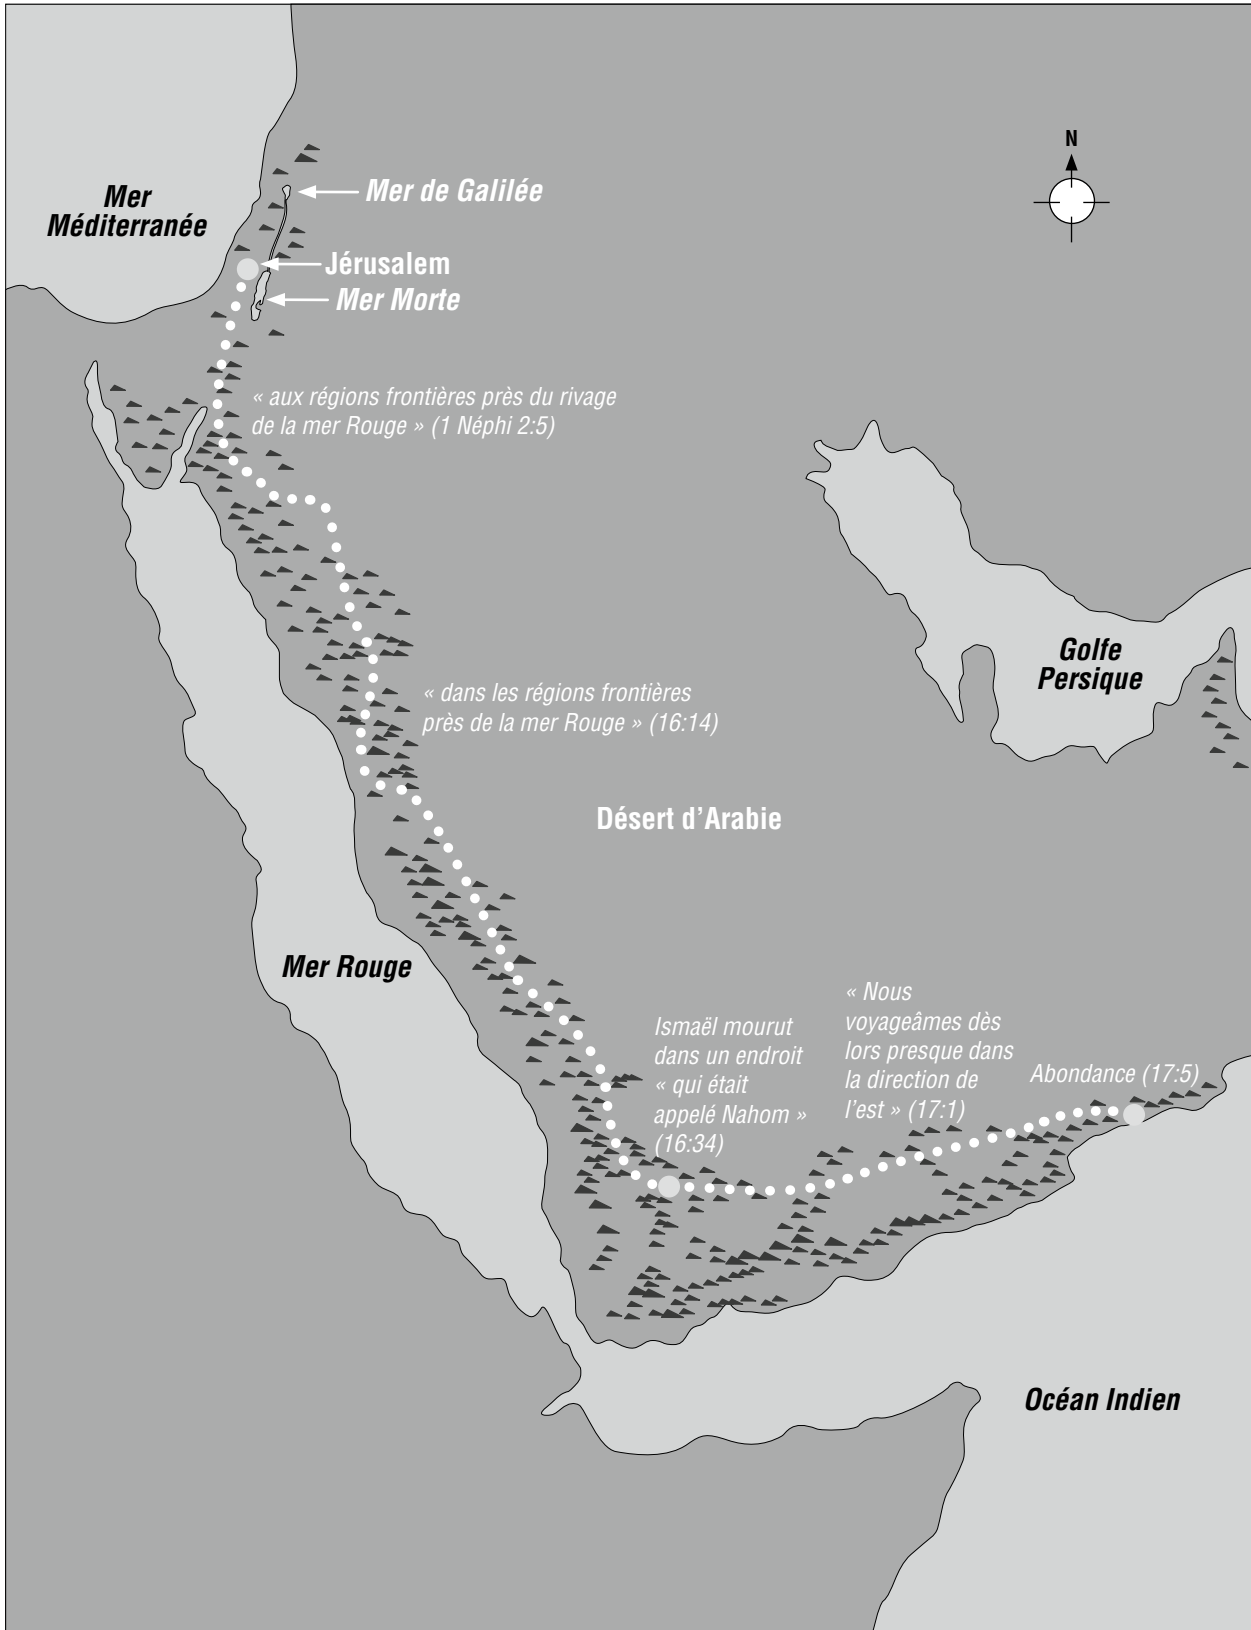 N
Mer
Méditerranée
Mer de Galilée
Jérusalem
Mer Morte
« aux régions frontières près du rivage
de la mer Rouge » (1 Néphi 2:5)
Golfe
Persique
« dans les régions frontières
près de la mer Rouge » (16:14)
Désert d’Arabie
Mer Rouge
Ismaël mourut
dans un endroit
« qui était
appelé Nahom »
(16:34)
« Nous
voyageâmes dès
lors presque dans
la direction de
l’est » (17:1)
Abondance (17:5)
Océan Indien